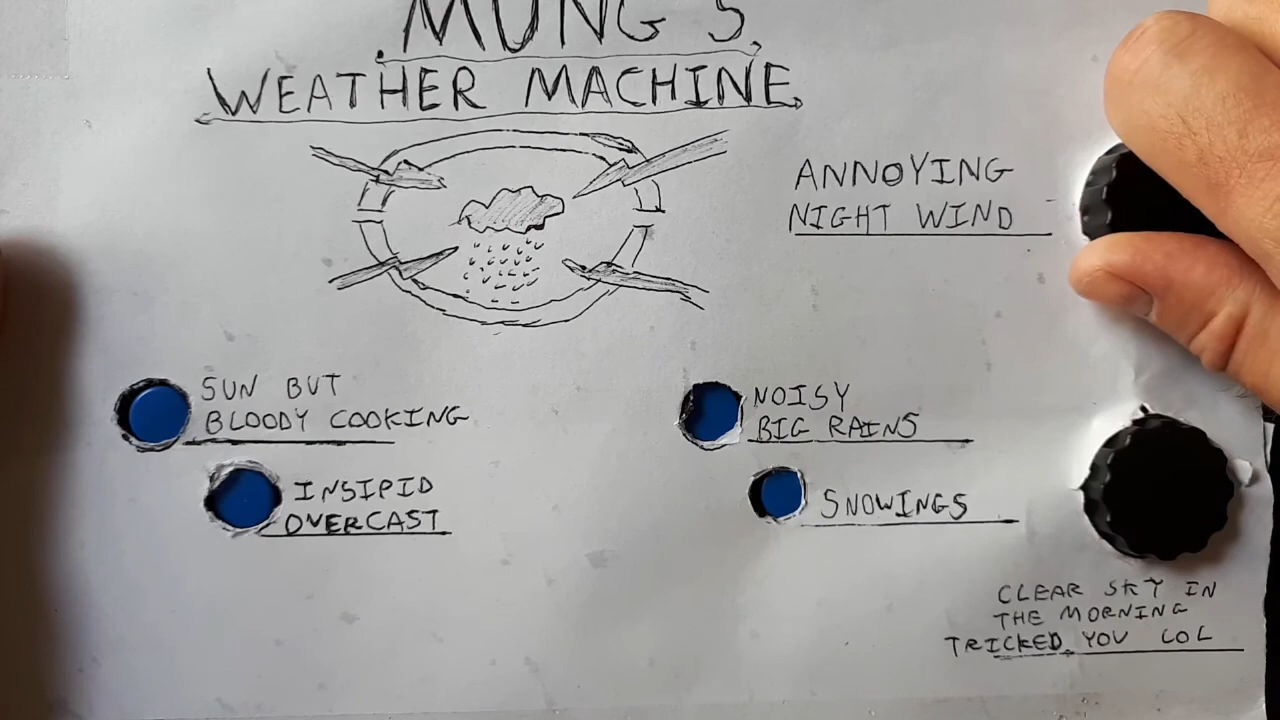 MUNG'S
WEATHER MACHINE
ANNOYING
NIGHT WIND
SUN BUT
BLOODY COOKING
NOISY
BIG RAINS
INSIPID
OVERCAST
SNOWINGS
CLEAR SKY IN
THE MORNING
TRICKED YOU LOL